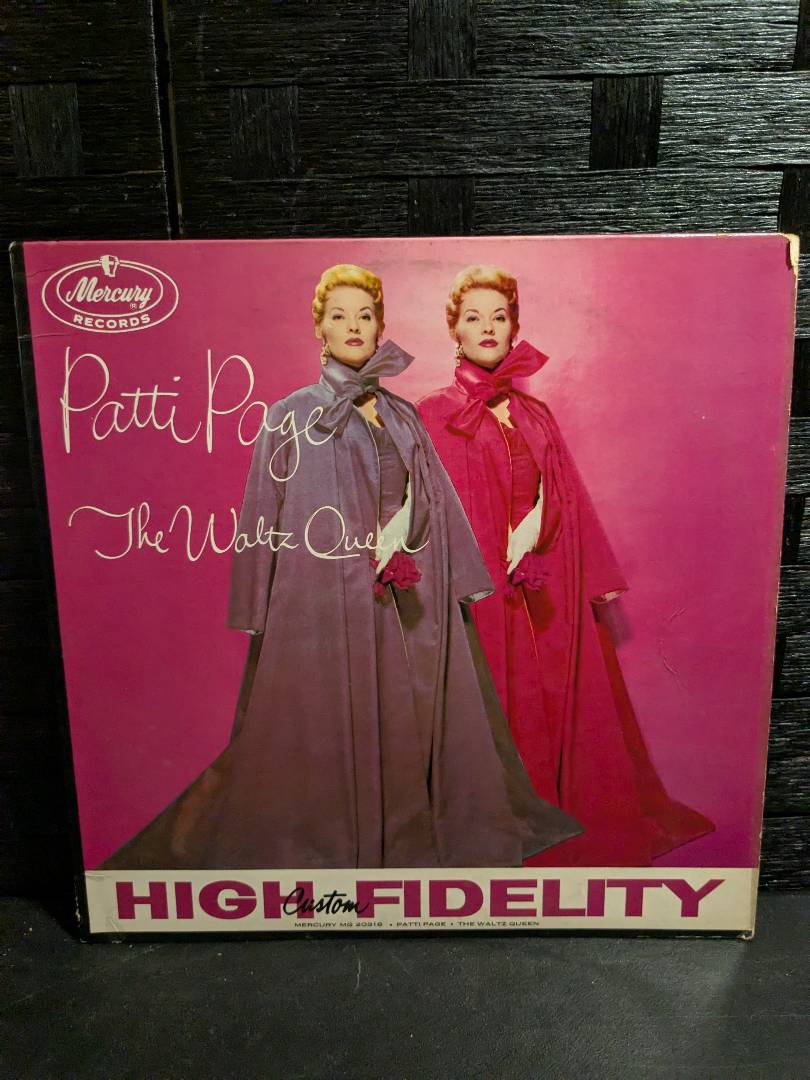 Mercury ®
RECORDS
Patti Page
The Waltz Queen
HIGH FIDELITY
Custom
MERCURY MG 20318 • PATTI PAGE • THE WALTZ QUEEN